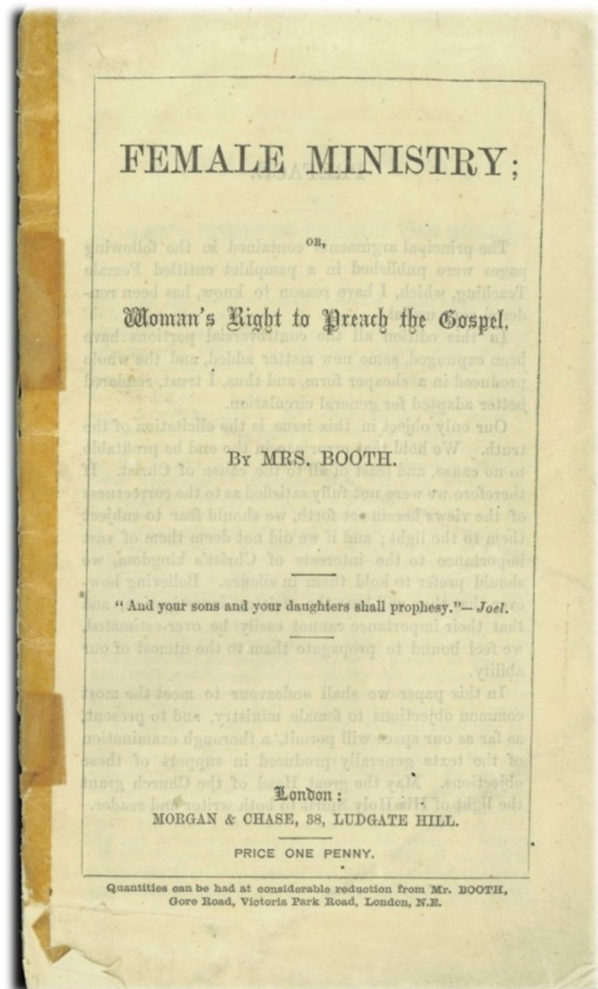 FEMALE MINISTRY;
OR,
Woman's Right to Preach the Gospel.
BY MRS. BOOTH.
"And your sons and your daughters shall prophesy."—Joel.
London:
MORGAN & CHASE, 38, LUDGATE HILL.
PRICE ONE PENNY.
Quantities can be had at considerable reduction from Mr. BOOTH,
Gore Road, Victoria Park Road, London, N.E.